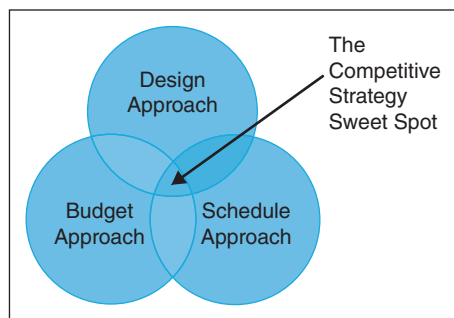 Design
Approach
The
Competitive
Strategy
Sweet Spot
Budget
Approach
Schedule
Approach